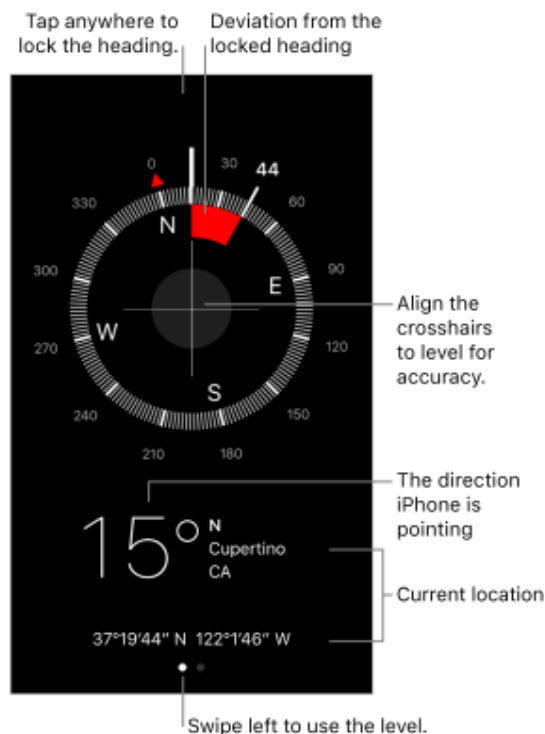 Tap anywhere to
lock the heading.
Deviation from the
locked heading
0
30
44
60
330
N
300
E
90
Align the
crosshairs
to level for
accuracy.
W
270
120
S
240
150
210
180
The direction
iPhone is
pointing
15° N
Cupertino
CA
Current location
37°19'44" N 122°1'46" W
Swipe left to use the level.